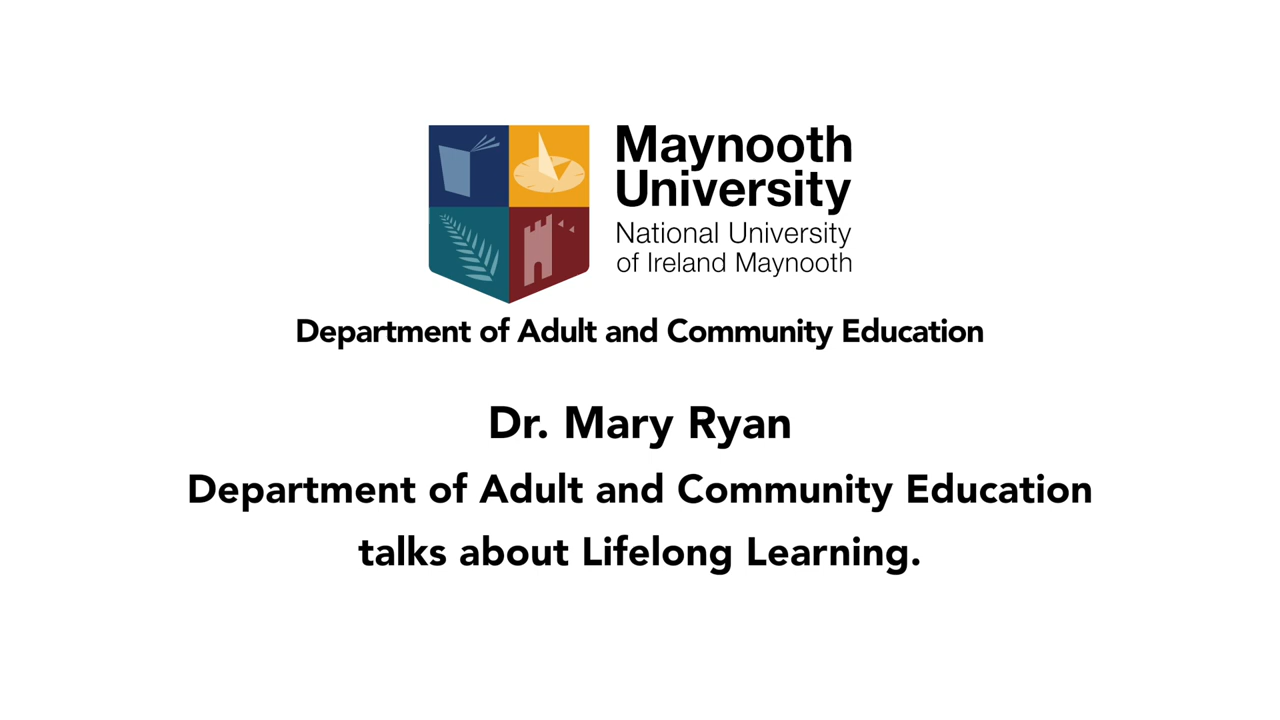 Maynooth
University
National University
of Ireland Maynooth
Department of Adult and Community Education
Dr. Mary Ryan
Department of Adult and Community Education
talks about Lifelong Learning.